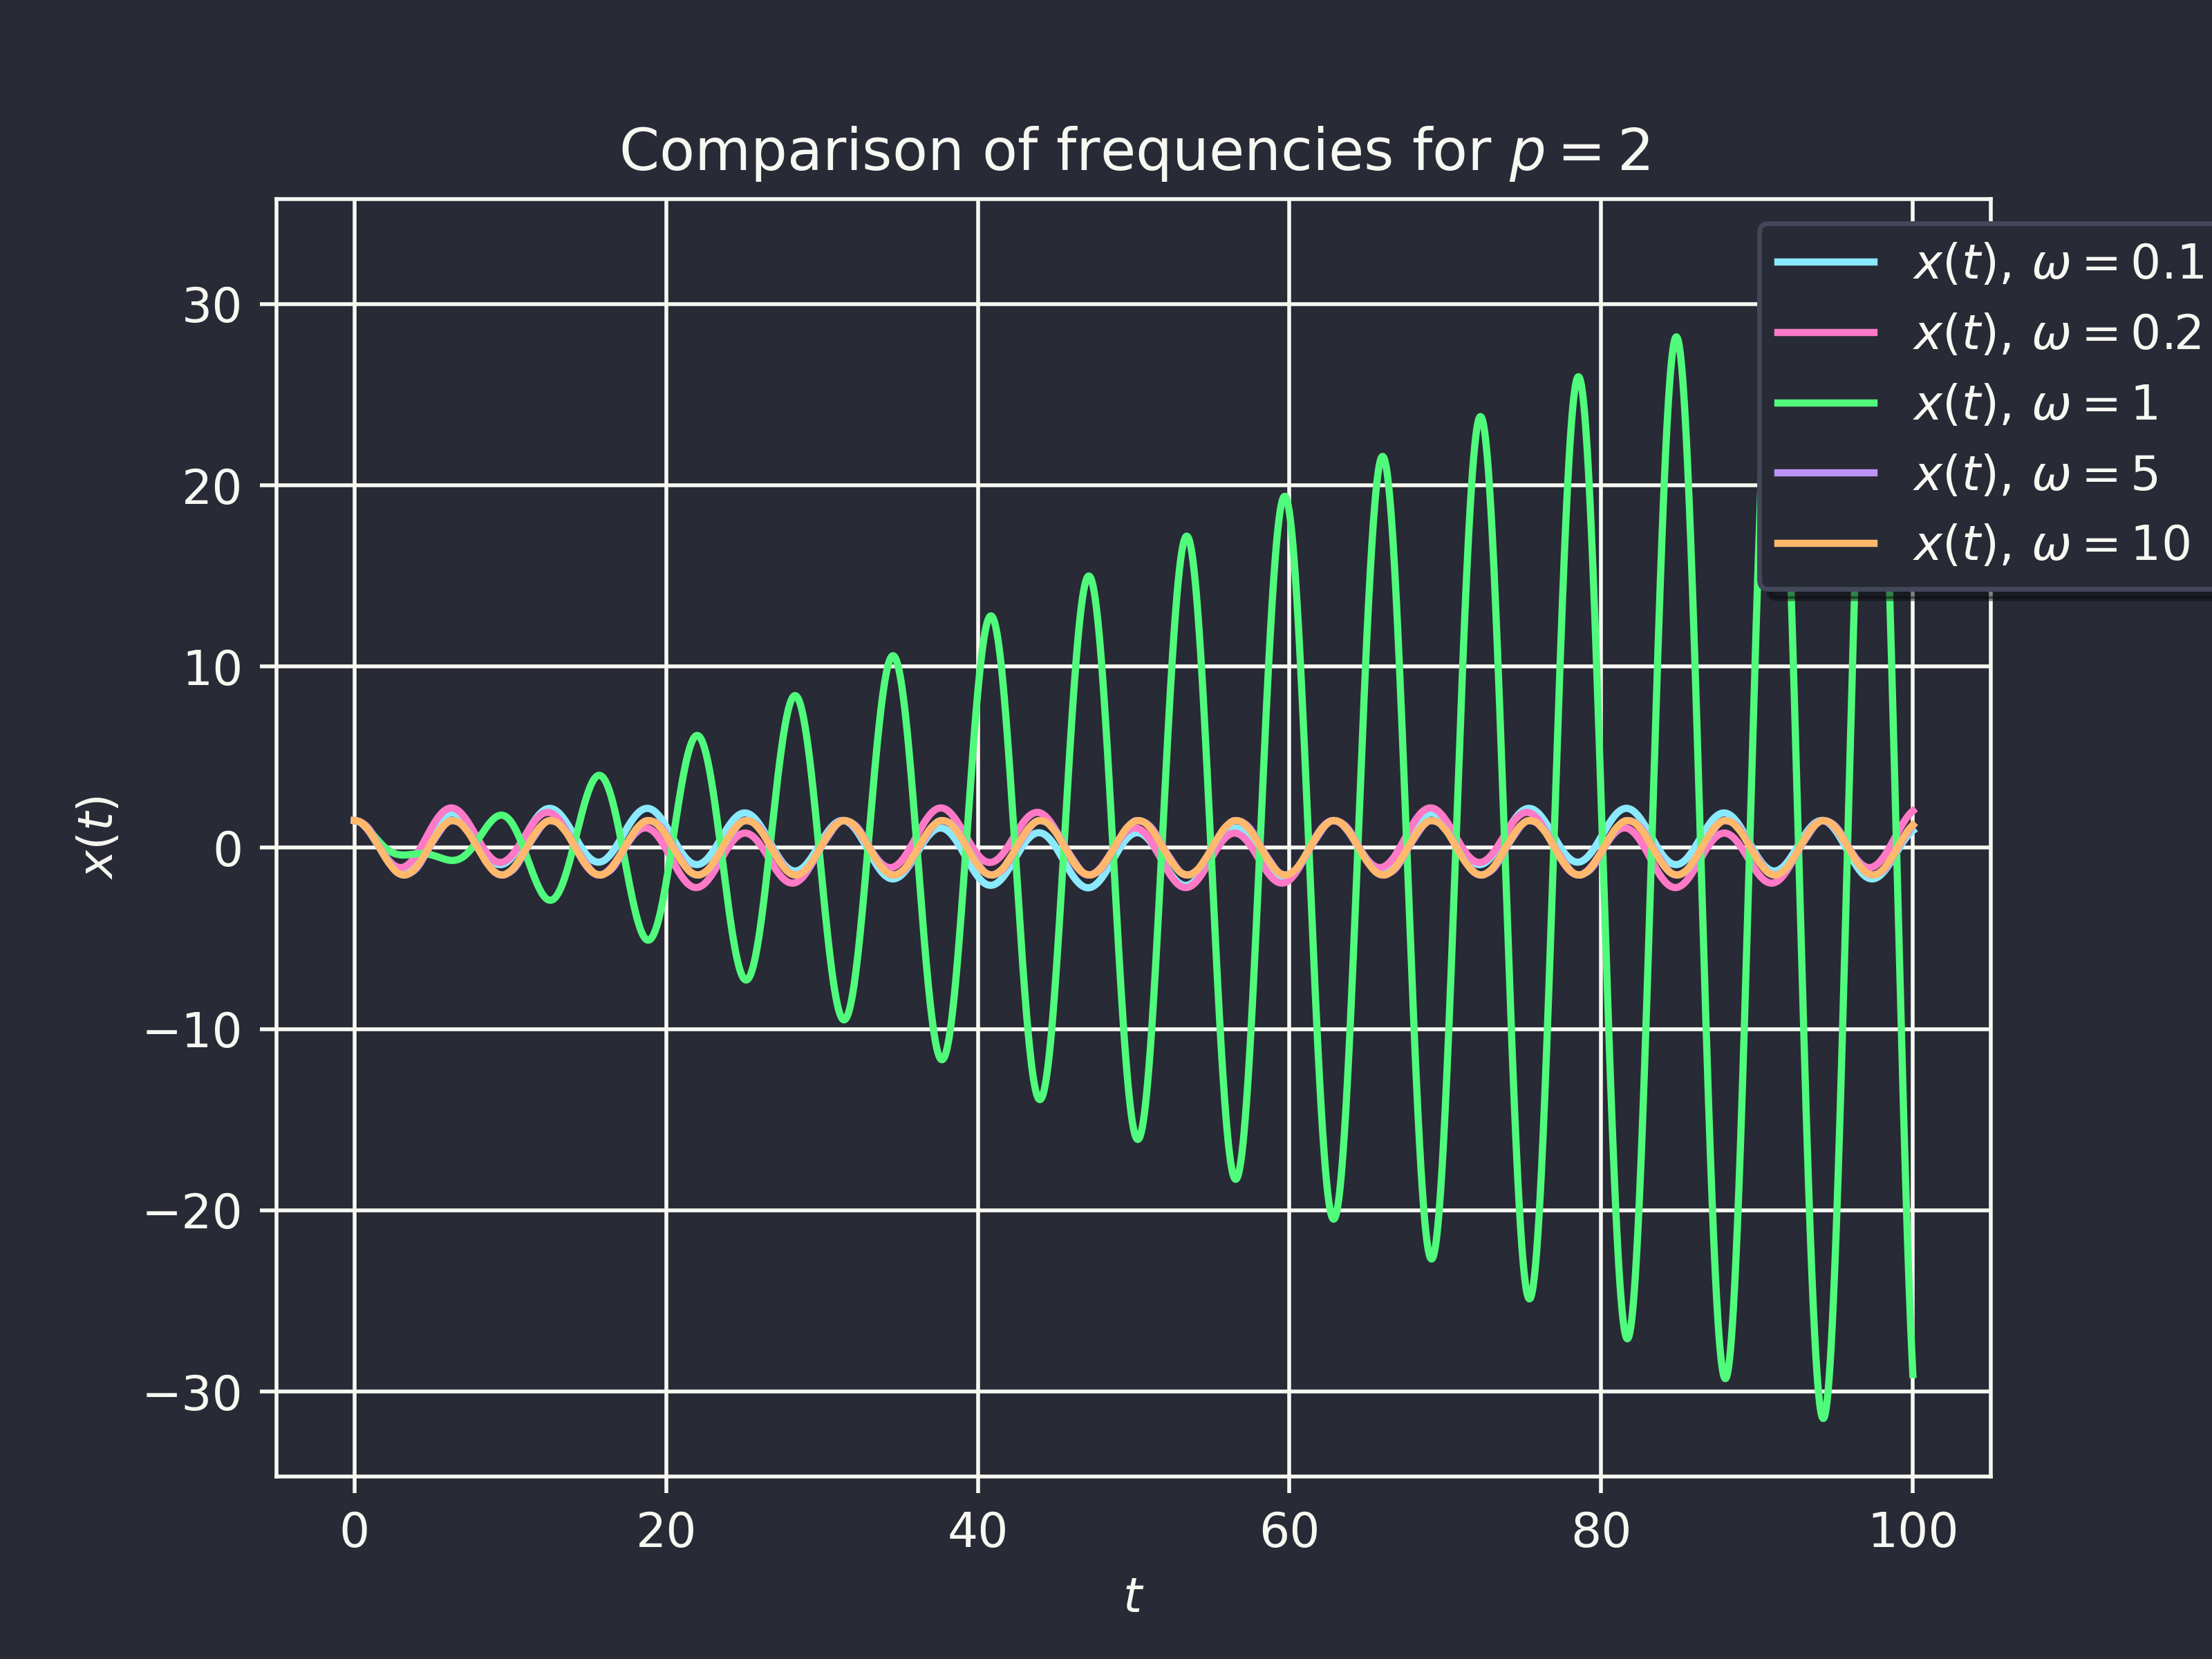 Comparison of frequencies for p = 2
x(t), ω = 0.1
x(t), ω = 0.2
x(t), ω = 1
x(t), ω = 5
x(t), ω = 10
30
20
10
0
−10
−20
−30
x(t)
0 20 40 60 80 100
t